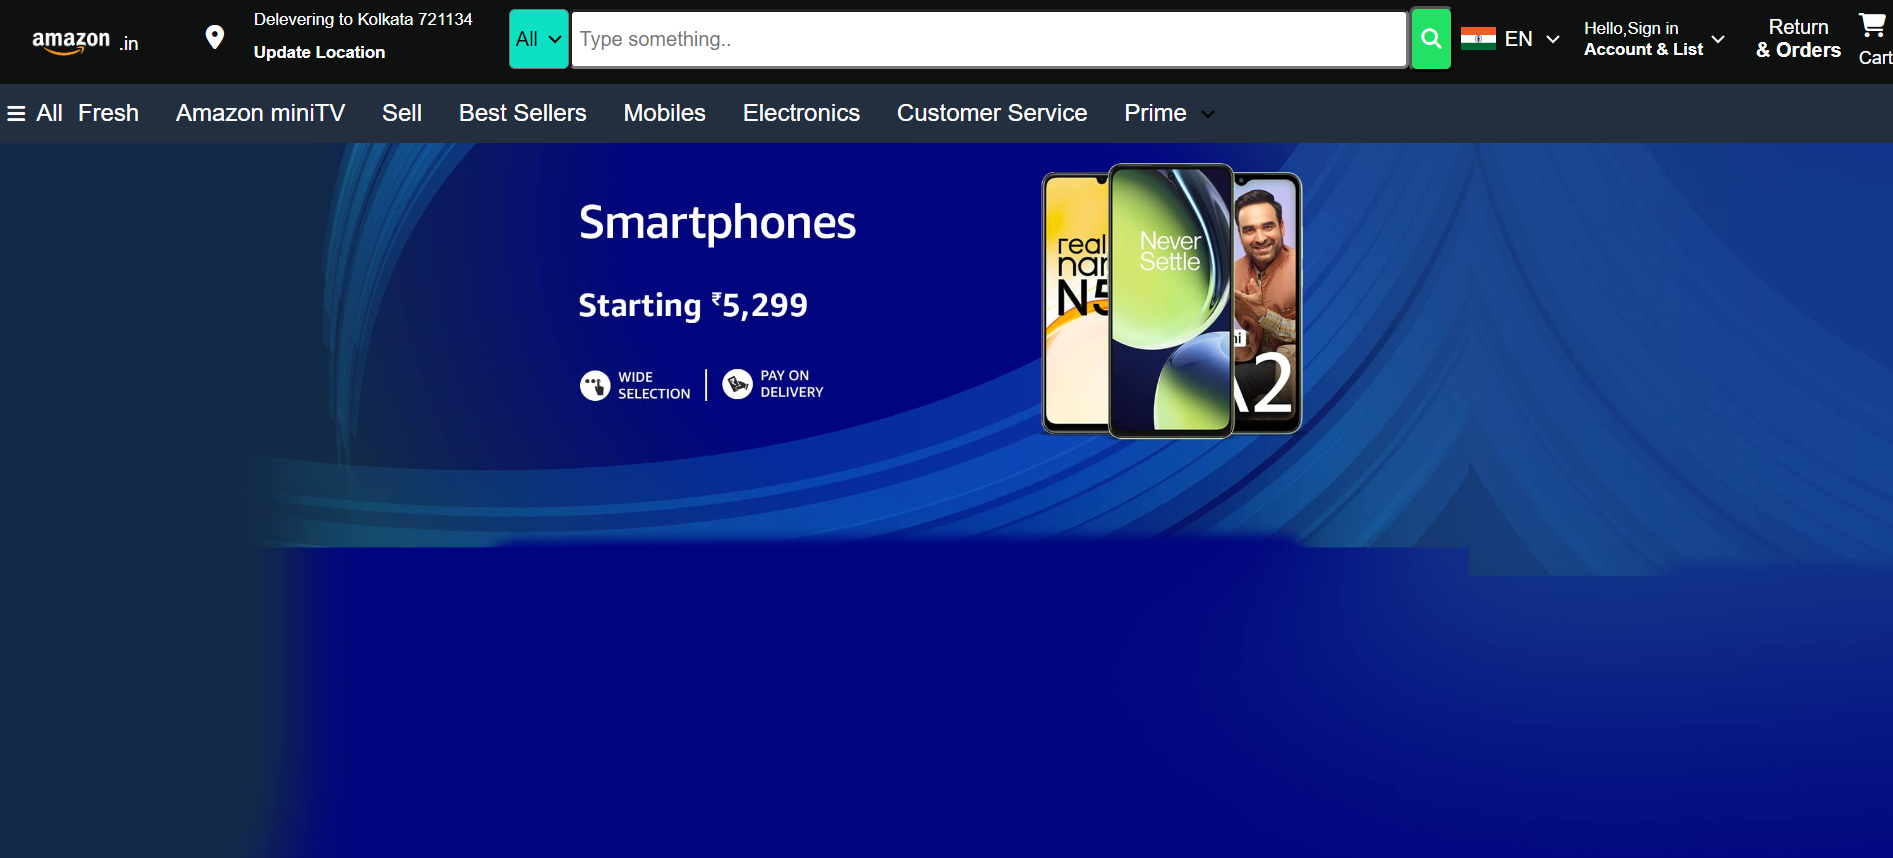 amazon .in
Delevering to Kolkata 721134
Update Location
All
Type something..
EN
Hello,Sign in
Account & List
Return
& Orders
Cart
All Fresh Amazon miniTV Sell Best Sellers Mobiles Electronics Customer Service Prime
Smartphones
Starting ₹5,299
WIDE
SELECTION
PAY ON
DELIVERY
real
nar
N5
Never
Settle
A2